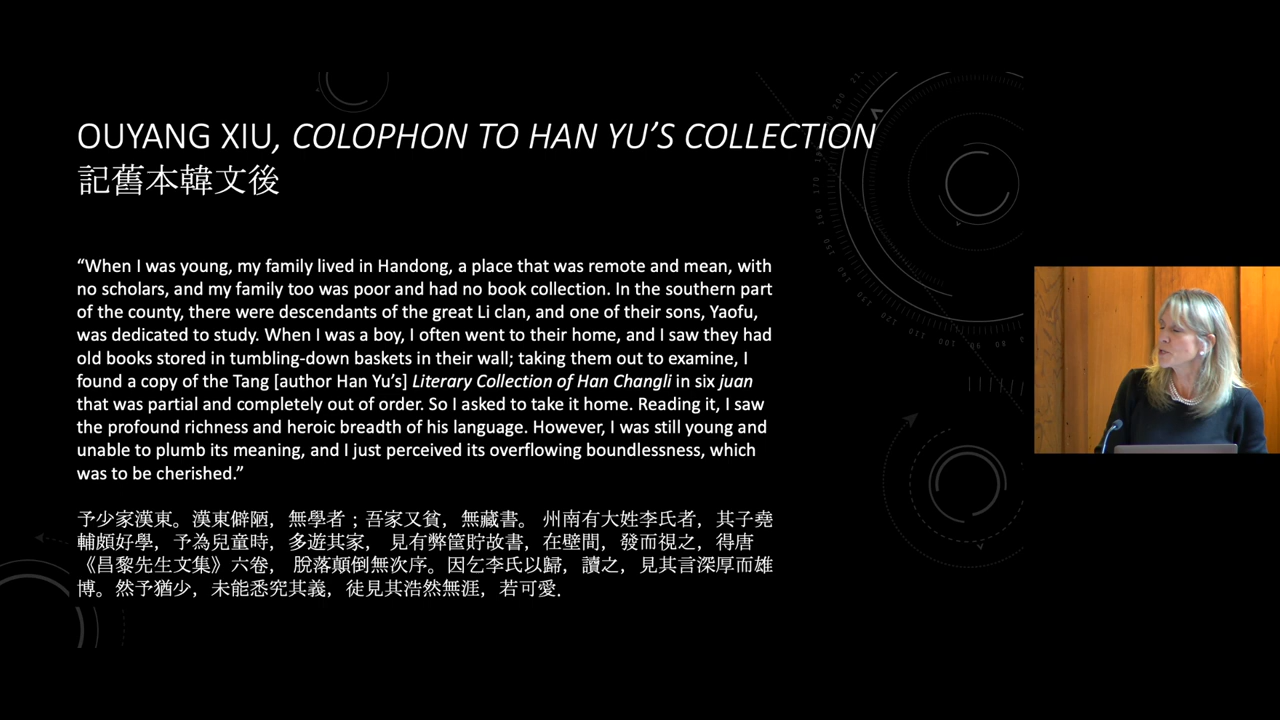 OUYANG XIU, COLOPHON TO HAN YU’S COLLECTION
記舊本韓文後
“When I was young, my family lived in Handong, a place that was remote and mean, with
no scholars, and my family too was poor and had no book collection. In the southern part
of the county, there were descendants of the great Li clan, and one of their sons, Yaofu,
was dedicated to study. When I was a boy, I often went to their home, and I saw they had
old books stored in tumbling-down baskets in their wall; taking them out to examine, I
found a copy of the Tang [author Han Yu’s] Literary Collection of Han Changli in six juan
that was partial and completely out of order. So I asked to take it home. Reading it, I saw
the profound richness and heroic breadth of his language. However, I was still young and
unable to plumb its meaning, and I just perceived its overflowing boundlessness, which
was to be cherished.”
予少家漢東。漢東僻陋，無學者；吾家又貧，無藏書。 州南有大姓李氏者，其子堯
輔頗好學，予為兒童時，多遊其家， 見有弊筐貯故書，在壁間，發而視之，得唐
《昌黎先生文集》六卷， 脫落顛倒無次序。因乞李氏以歸，讀之，見其言深厚而雄
博。然予猶少，未能悉究其義，徒見其浩然無涯，若可愛.